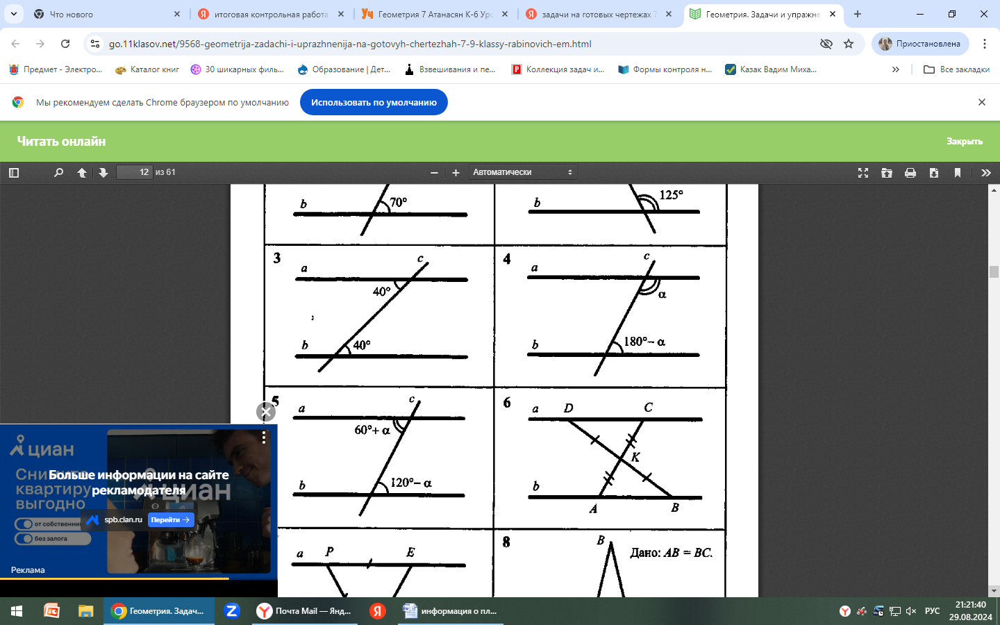 Что нового
итоговая контрольная работа
Геометрия 7 Атанасян К-6 Уро
задачи на готовых чертежах 7
Геометрия. Задачи и упражне
go.11klasov.net/9568-geometrija-zadachi-i-uprazhnenija-na-gotovyh-chertezhah-7-9-klassy-rabinovich-em.html
Приостановлена
Предмет - Электро...
Каталог книг
30 шикарных филь...
Образование | Дет...
Взвешивания и пе...
Коллекция задач и...
Формы контроля н...
Казак Вадим Миха...
Все закладки
Мы рекомендуем сделать Chrome браузером по умолчанию
Использовать по умолчанию
Читать онлайн
Закрыть
12 из 61
Автоматически
b 70°
b 125°
3 a c
40°
b 40°
4 a c
α
b 180°– α
5 a c
60°+ α
b 120°– α
6 a D C
K
b
A B
a P E
8 B Дано: AB = BC.
циан
Снимите
квартиру
выгодно
от собственников
без залога
циан
Больше информации на сайте
рекламодателя
spb.cian.ru Перейти →
Реклама
Геометрия. Задач...
Почта Mail — Янд...
информация о пл...
РУС
21:21:40
29.08.2024